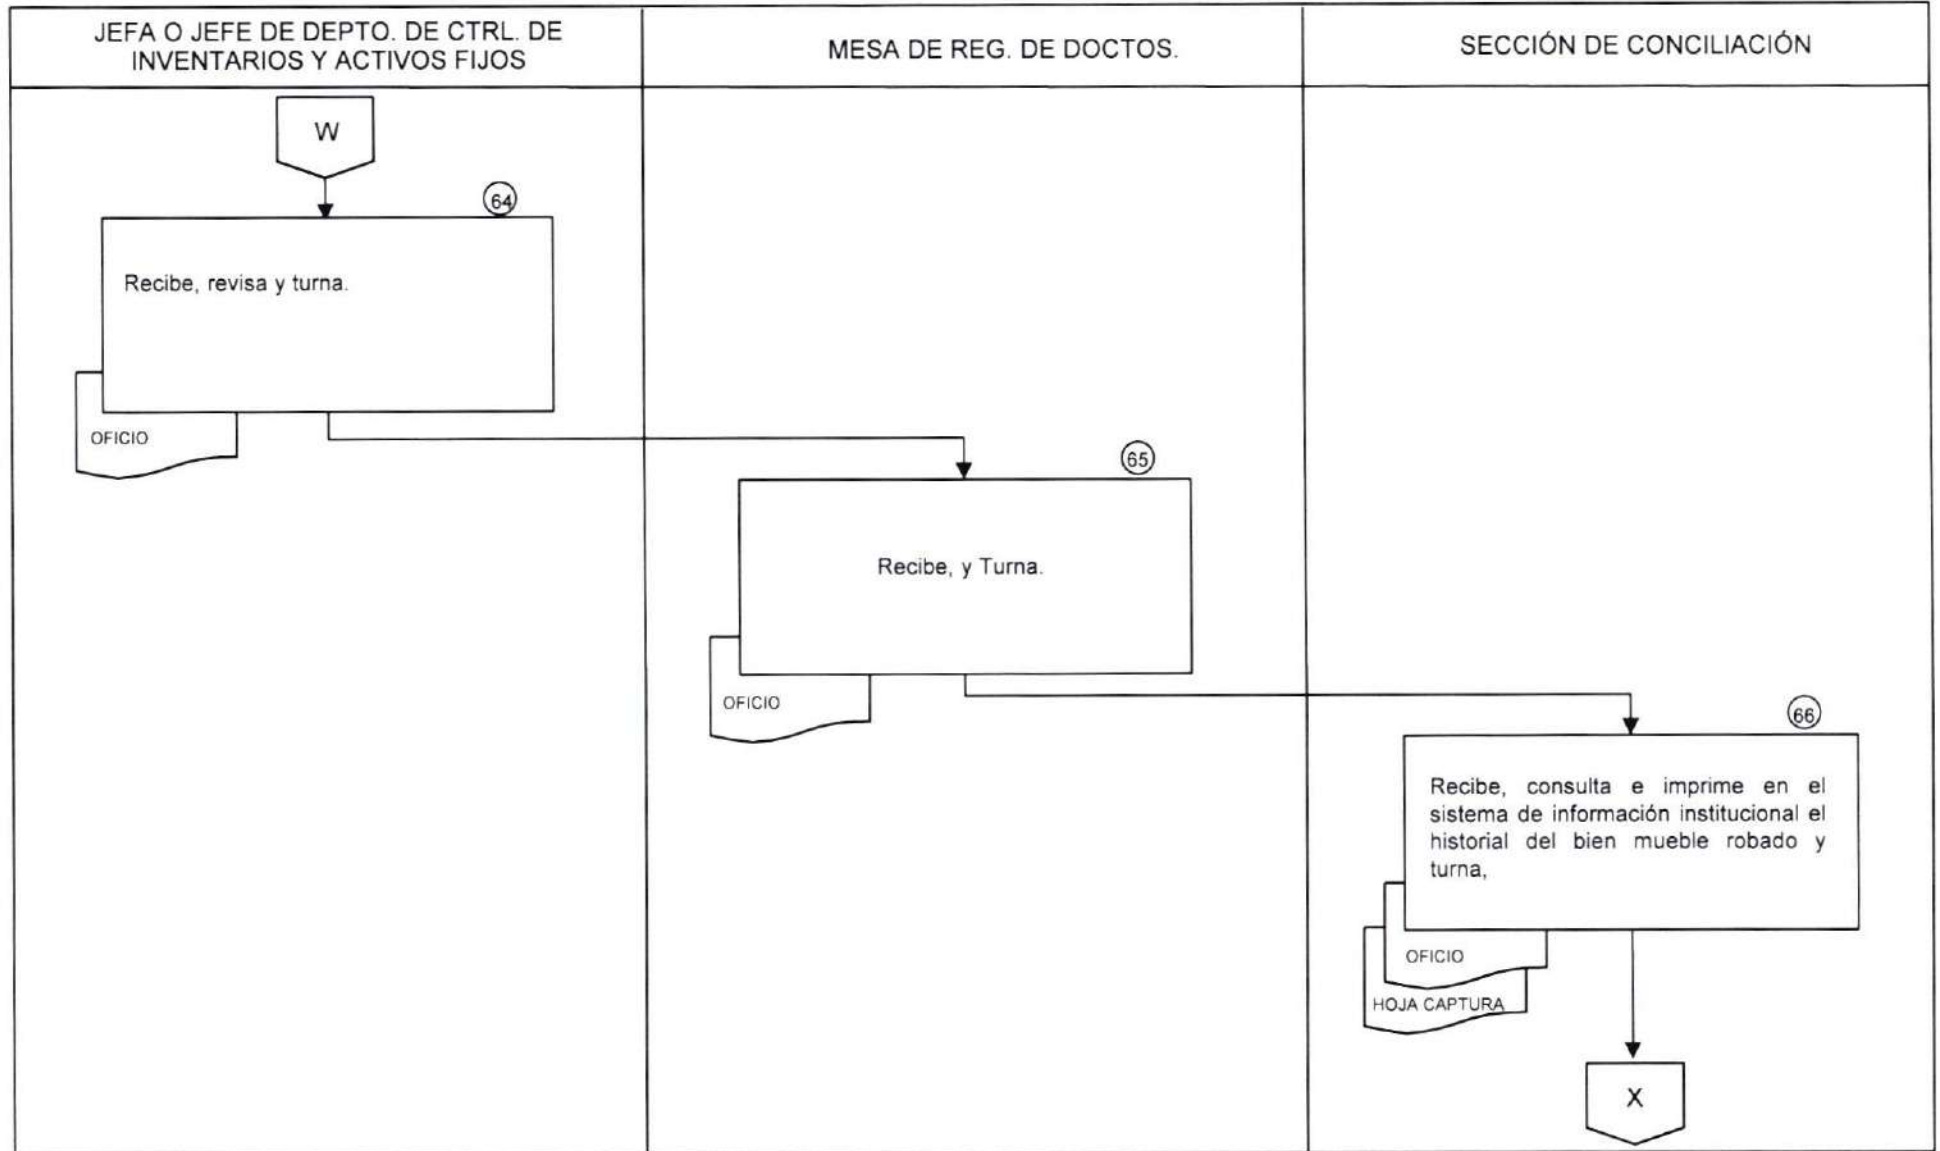 JEFA O JEFE DE DEPTO. DE CTRL. DE
INVENTARIOS Y ACTIVOS FIJOS
MESA DE REG. DE DOCTOS.
SECCIÓN DE CONCILIACIÓN
W
64
Recibe, revisa y turna.
OFICIO
65
Recibe, y Turna.
OFICIO
66
Recibe, consulta e imprime en el
sistema de información institucional el
historial del bien mueble robado y
turna,
OFICIO
HOJA CAPTURA
X